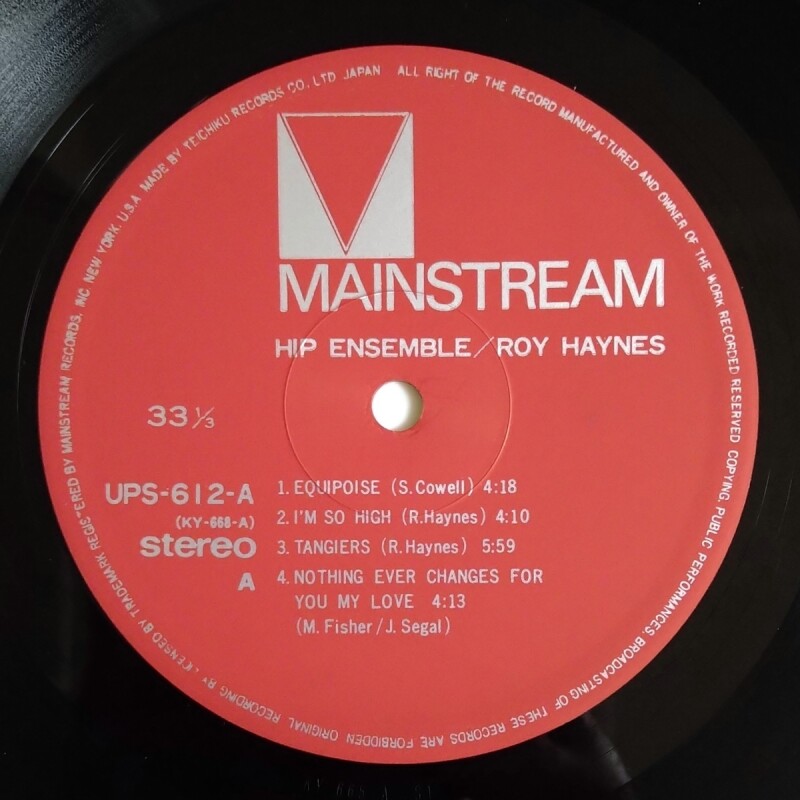 LICENSED BY TRADEMARK REGISTERED BY MAINSTREAM RECORDS, INC NEW YORK, U.S.A MADE BY TEICHIKU RECORDS CO., LTD JAPAN
ALL RIGHT OF THE RECORD MANUFACTURED AND OWNER OF THE WORK RECORDED RESERVED COPYING, PUBLIC PERFORMANCES BROADCASTING OF THESE RECORDS ARE FORBIDDEN ORIGINAL RECORDING BY
MAINSTREAM
HIP ENSEMBLE/ROY HAYNES
33 1/3
UPS-612-A
(KY-668-A)
stereo
A
1. EQUIPOISE (S. Cowell) 4:18
2. I'M SO HIGH (R. Haynes) 4:10
3. TANGIERS (R. Haynes) 5:59
4. NOTHING EVER CHANGES FOR
YOU MY LOVE 4:13
(M. Fisher/J. Segal)